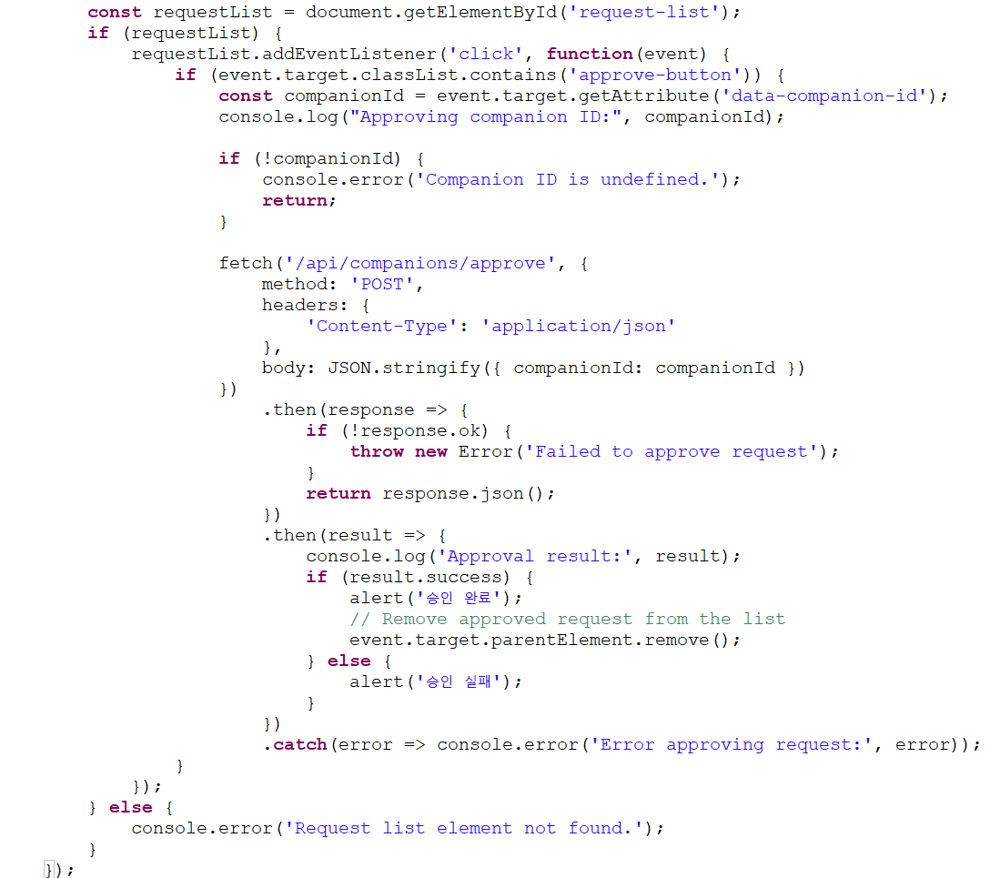 const requestList = document.getElementById('request-list');
if (requestList) {
requestList.addEventListener('click', function(event) {
if (event.target.classList.contains('approve-button')) {
const companionId = event.target.getAttribute('data-companion-id');
console.log("Approving companion ID:", companionId);
if (!companionId) {
console.error('Companion ID is undefined.');
return;
}
fetch('/api/companions/approve', {
method: 'POST',
headers: {
'Content-Type': 'application/json'
},
body: JSON.stringify({ companionId: companionId })
})
.then(response => {
if (!response.ok) {
throw new Error('Failed to approve request');
}
return response.json();
})
.then(result => {
console.log('Approval result:', result);
if (result.success) {
alert('승인 완료');
// Remove approved request from the list
event.target.parentElement.remove();
} else {
alert('승인 실패');
}
})
.catch(error => console.error('Error approving request:', error));
}
});
} else {
console.error('Request list element not found.');
}
});